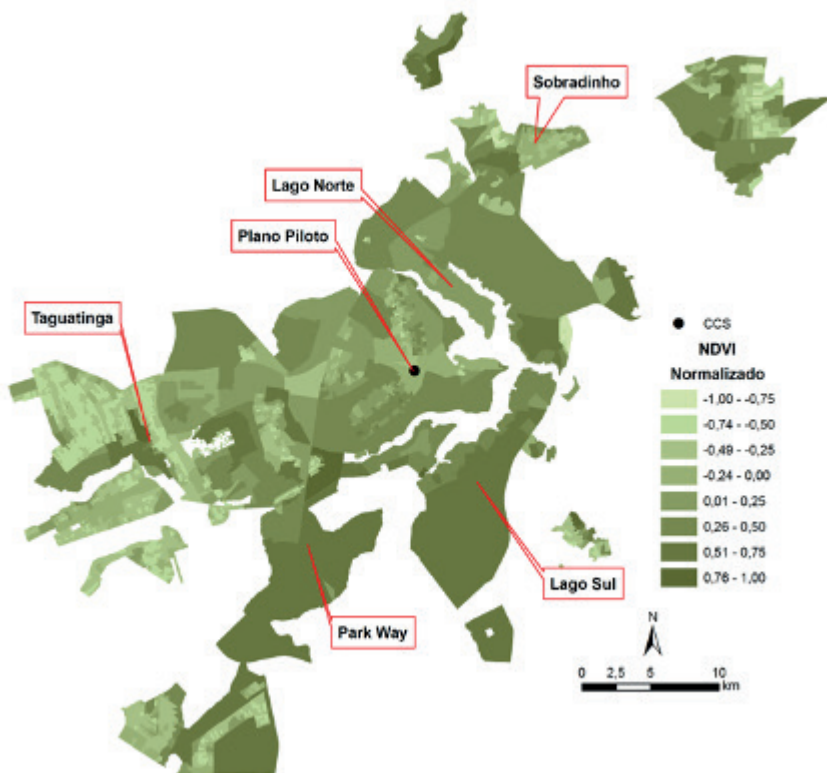 Sobradinho
Lago Norte
Plano Piloto
Taguatinga
CCS
NDVI
Normalizado
-1,00 - -0,75
-0,74 - -0,50
-0,49 - -0,25
-0,24 - 0,00
0,01 - 0,25
0,26 - 0,50
0,51 - 0,75
0,76 - 1,00
Lago Sul
Park Way
N
0 2,5 5 10
km